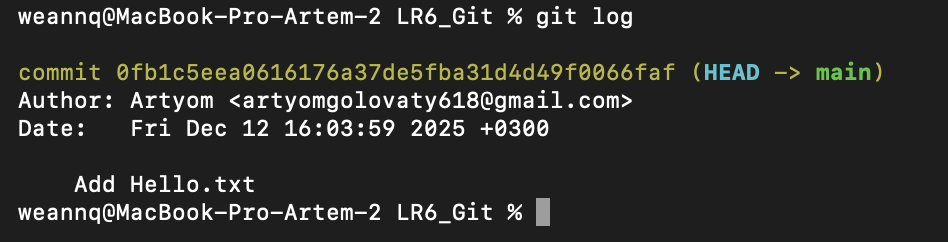 weannq@MacBook-Pro-Artem-2 LR6_Git % git log
commit 0fb1c5eea0616176a37de5fba31d4d49f0066faf (HEAD -> main)
Author: Artyom <artyomgolovaty618@gmail.com>
Date:   Fri Dec 12 16:03:59 2025 +0300
    Add Hello.txt
weannq@MacBook-Pro-Artem-2 LR6_Git %